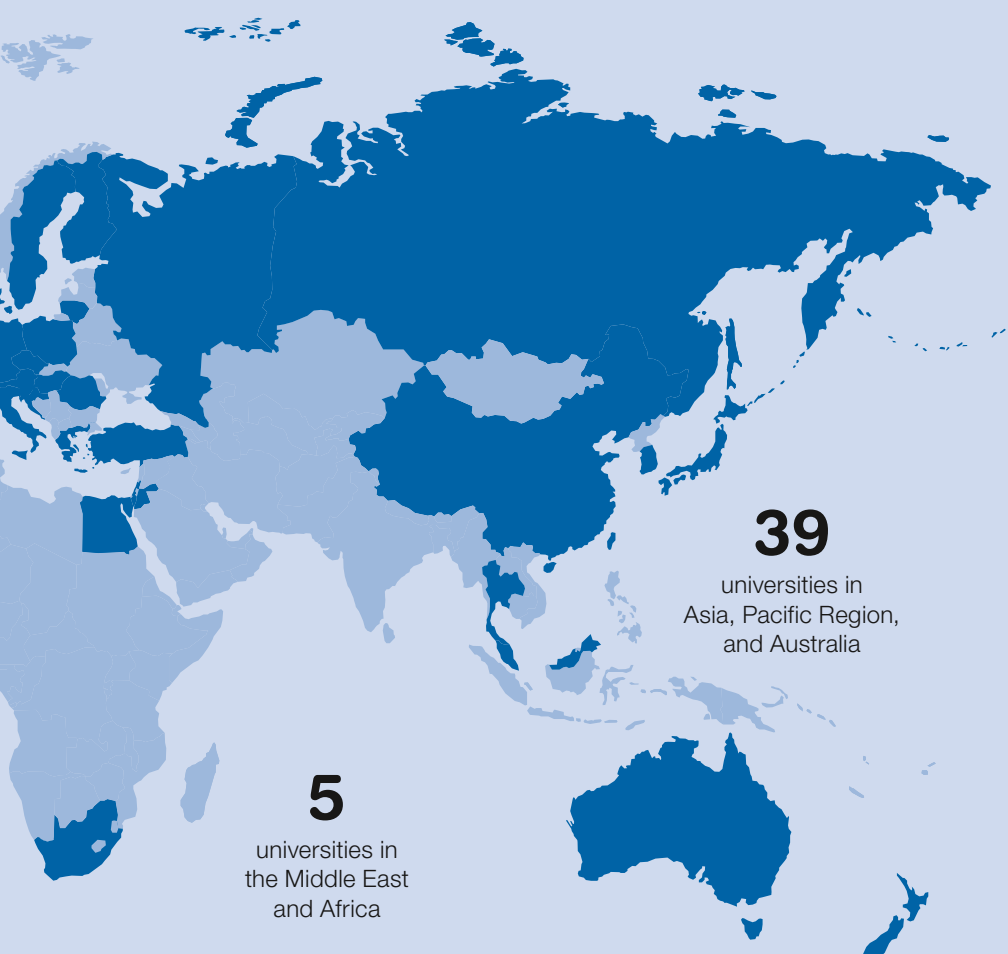 39
universities in
Asia, Pacific Region,
and Australia
5
universities in
the Middle East
and Africa